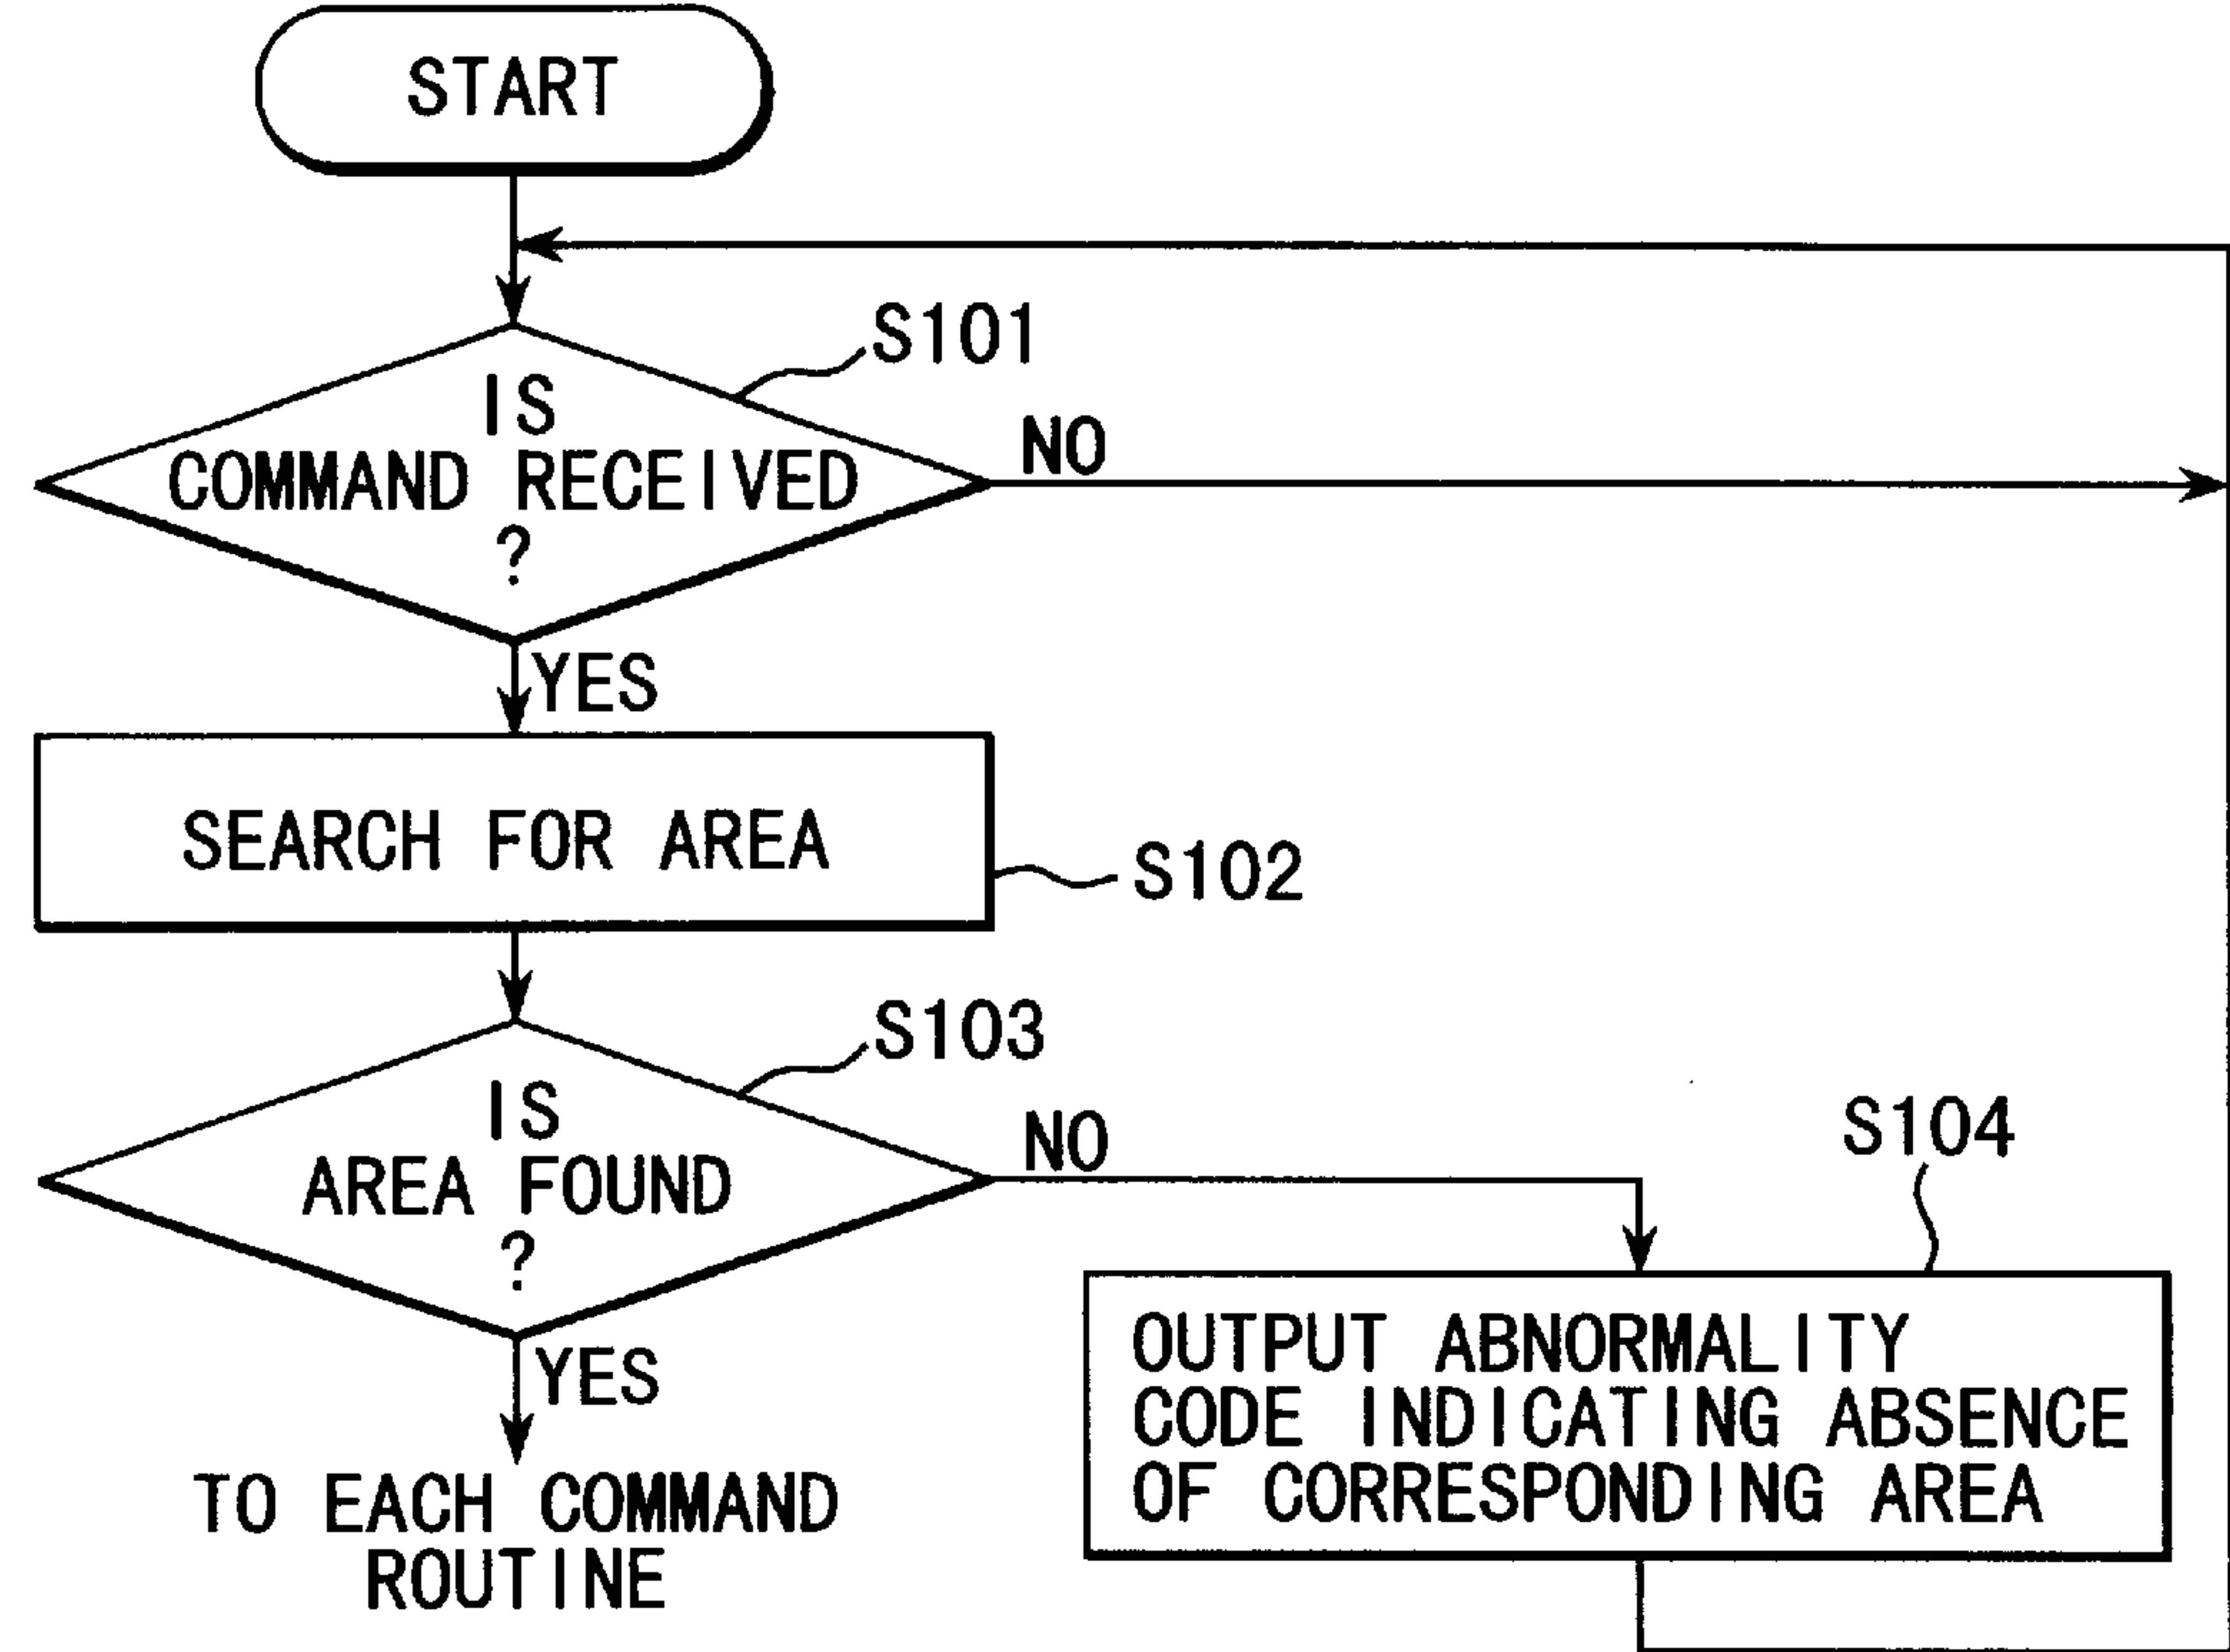 START
S101
IS
COMMAND RECEIVED
?
NO
YES
SEARCH FOR AREA
S102
S103
IS
AREA FOUND
?
NO
S104
YES
OUTPUT ABNORMALITY
CODE INDICATING ABSENCE
OF CORRESPONDING AREA
TO EACH COMMAND
ROUTINE